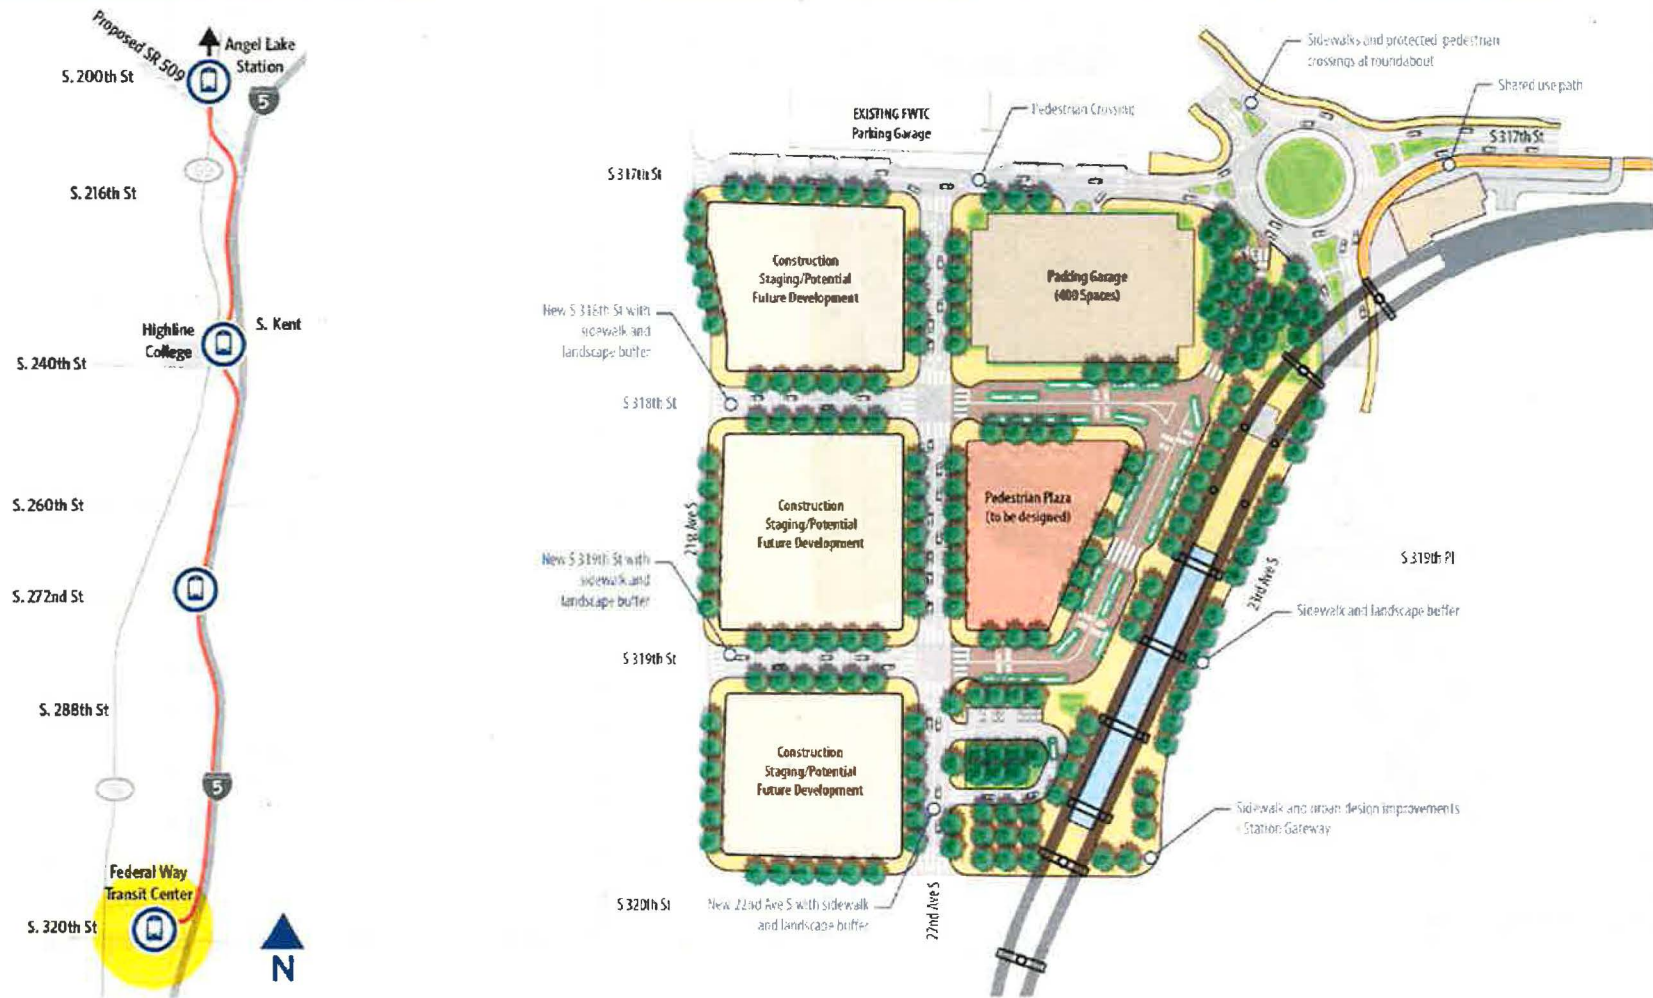 Proposed SR 509
Angel Lake
Station
S. 200th St
5
S. 216th St
Highline
College
S. Kent
S. 240th St
S. 260th St
S. 272nd St
S. 288th St
5
Federal Way
Transit Center
S. 320th St
N
Sidewalks and protected pedestrian
crossings at roundabout
Shared use path
EXISTING FWTC
Parking Garage
Pedestrian Crossing
S 317th St
S 317th St
Construction
Staging/Potential
Future Development
Parking Garage
(400 Spaces)
New S 318th St with
sidewalk and
landscape buffer
S 318th St
21st Ave S
Construction
Staging/Potential
Future Development
Pedestrian Plaza
(to be designed)
New S 319th St with
sidewalk and
landscape buffer
S 319th Pl
23rd Ave S
Sidewalk and landscape buffer
S 319th St
Construction
Staging/Potential
Future Development
Sidewalk and urban design improvements
- Station Gateway
S 320th St
New 22nd Ave S with sidewalk
and landscape buffer
22nd Ave S